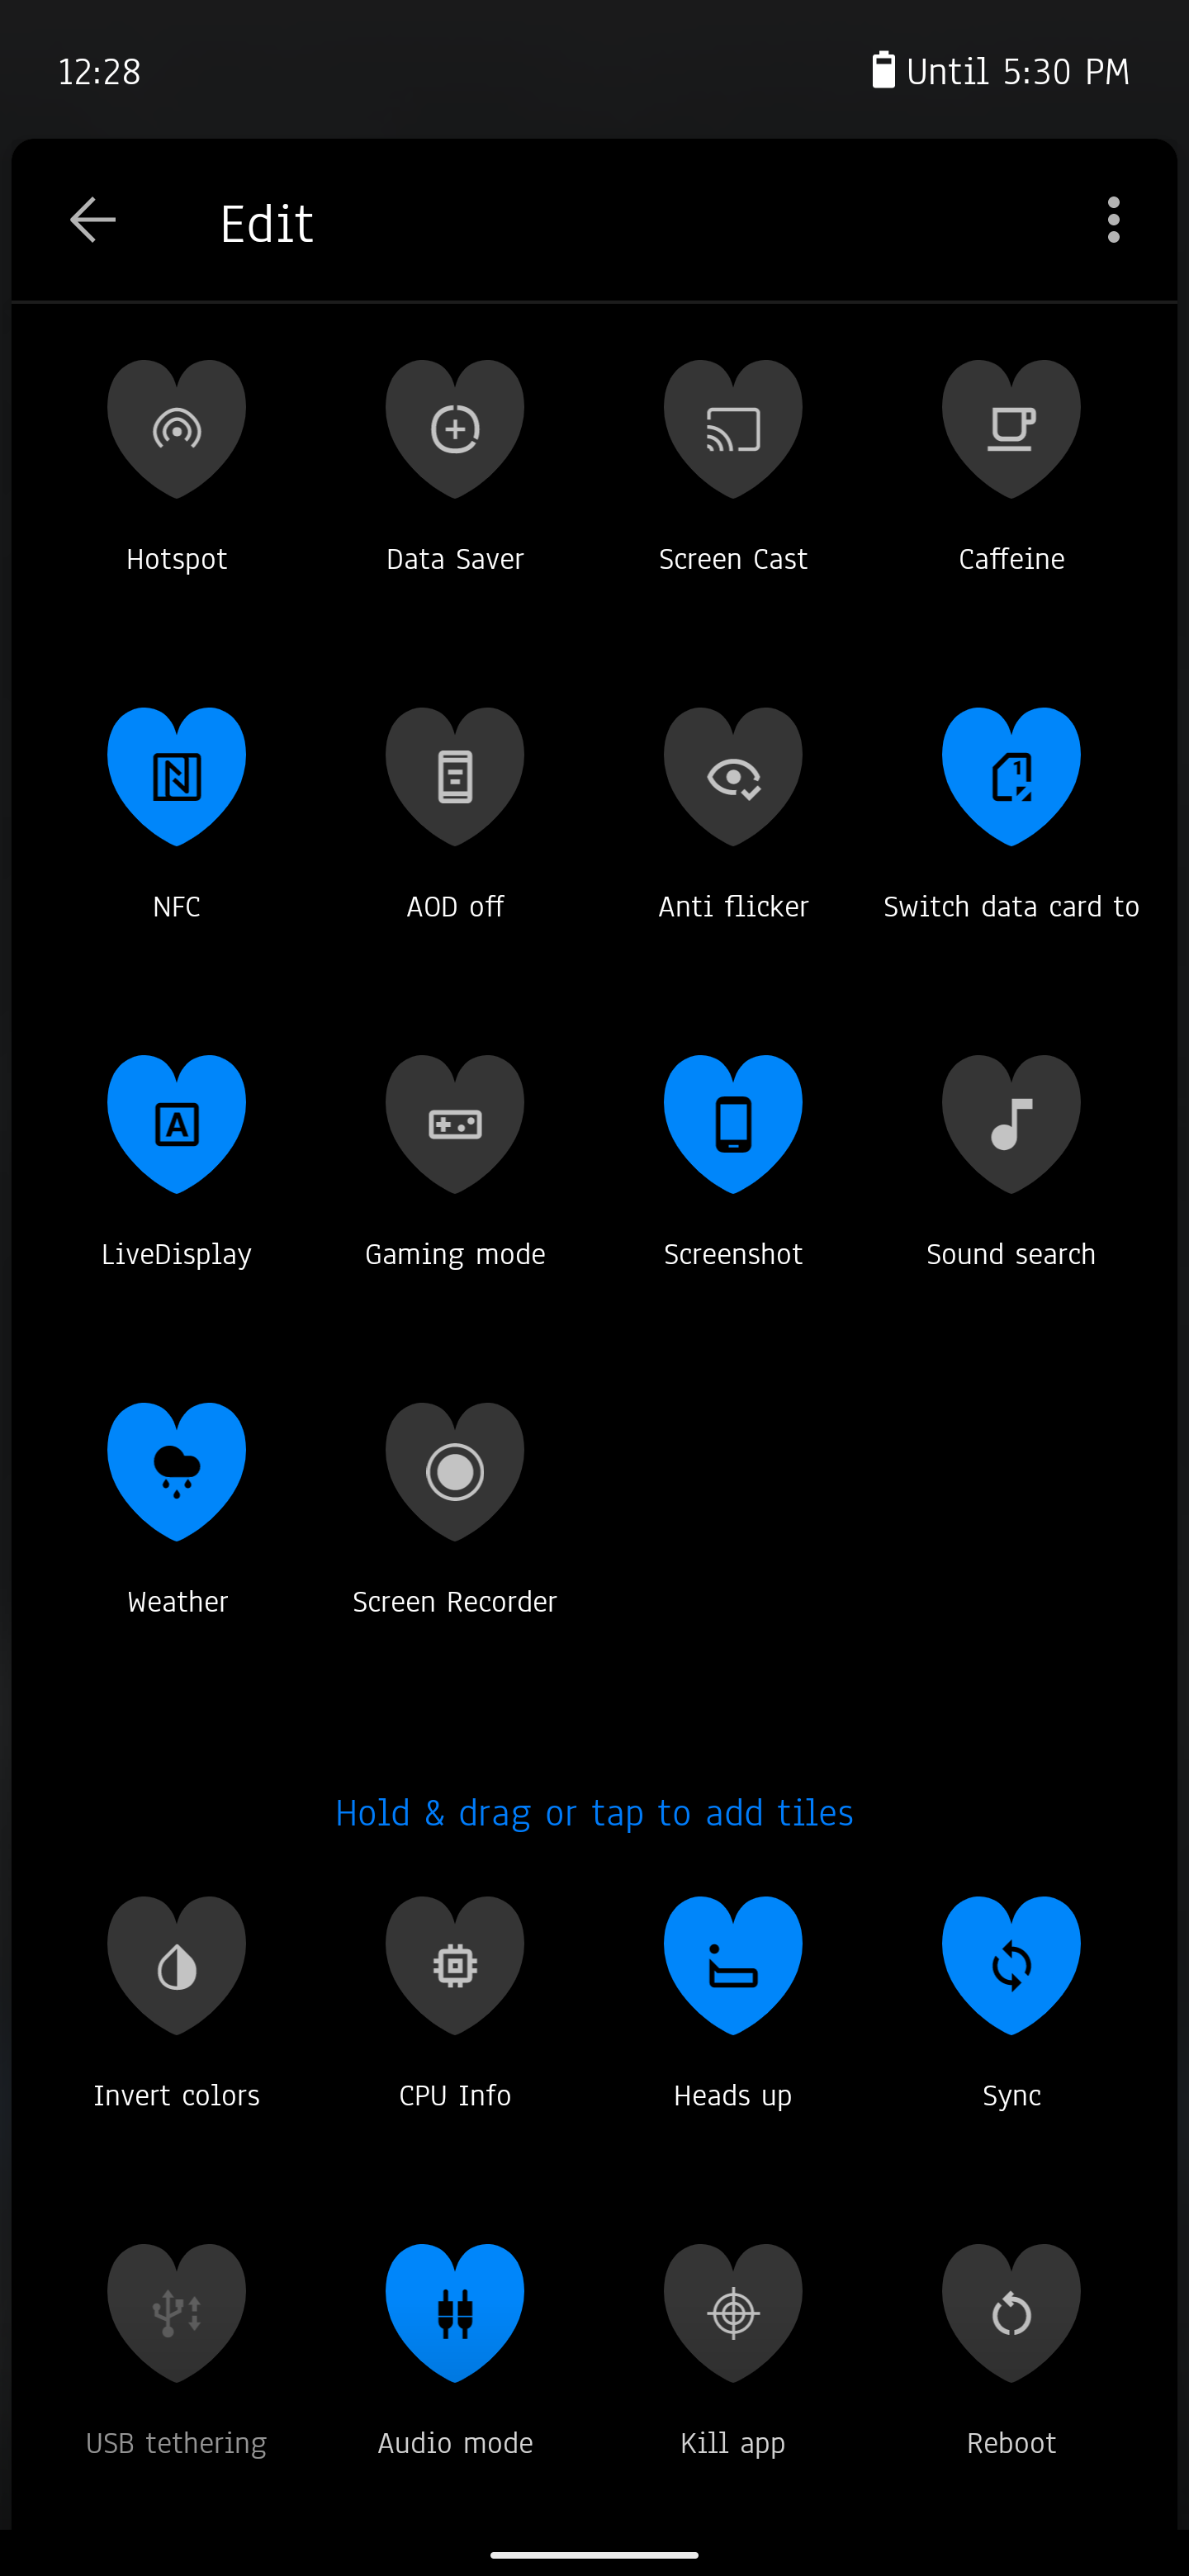 12:28 Until 5:30 PM
Edit
Hotspot Data Saver Screen Cast Caffeine
1
NFC AOD off Anti flicker Switch data card to
A
LiveDisplay Gaming mode Screenshot Sound search
Weather Screen Recorder
Hold & drag or tap to add tiles
Invert colors CPU Info Heads up Sync
USB tethering Audio mode Kill app Reboot